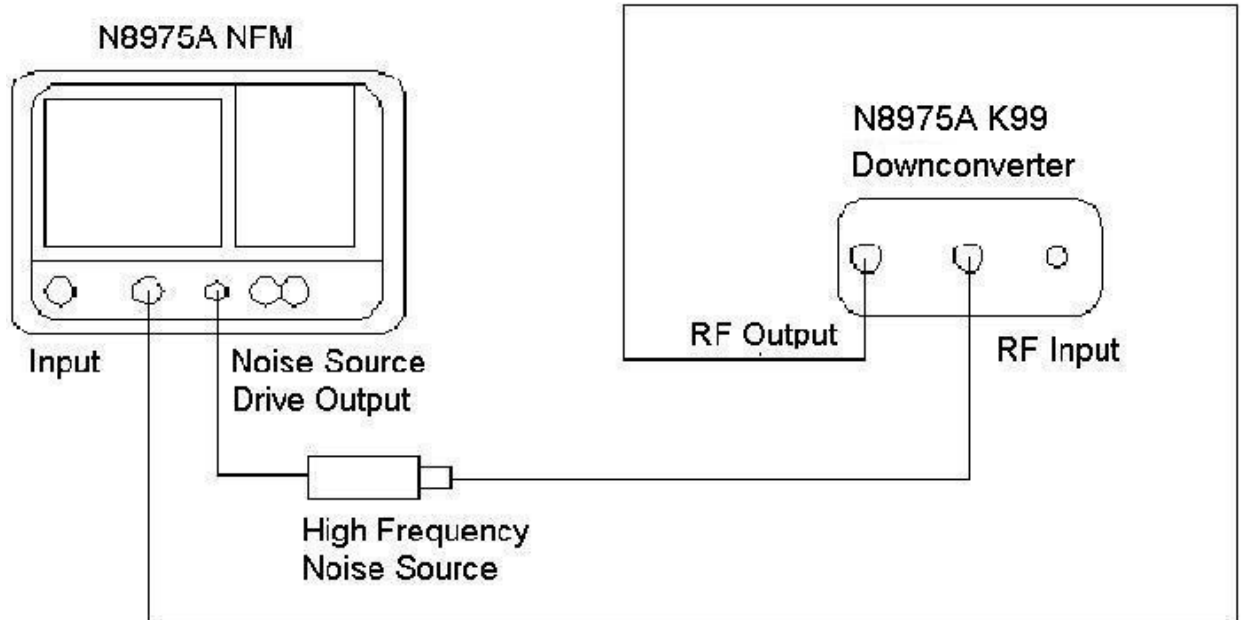 N8975A NFM
N8975A K99
Downconverter
RF Output
RF Input
Input
Noise Source
Drive Output
High Frequency
Noise Source